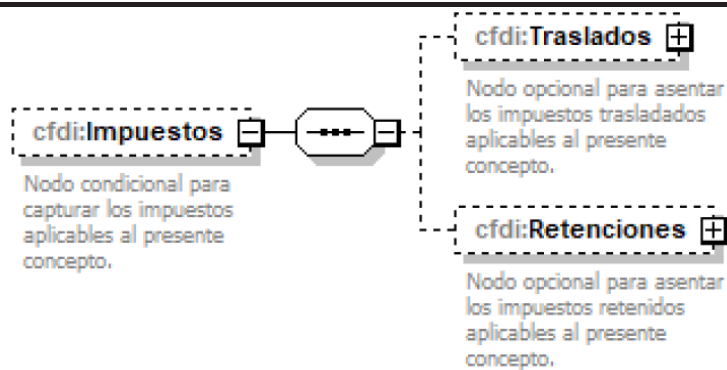 cfdi:Traslados
Nodo opcional para asentar
los impuestos trasladados
aplicables al presente
concepto.
cfdi:Impuestos
Nodo condicional para
capturar los impuestos
aplicables al presente
concepto.
cfdi:Retenciones
Nodo opcional para asentar
los impuestos retenidos
aplicables al presente
concepto.